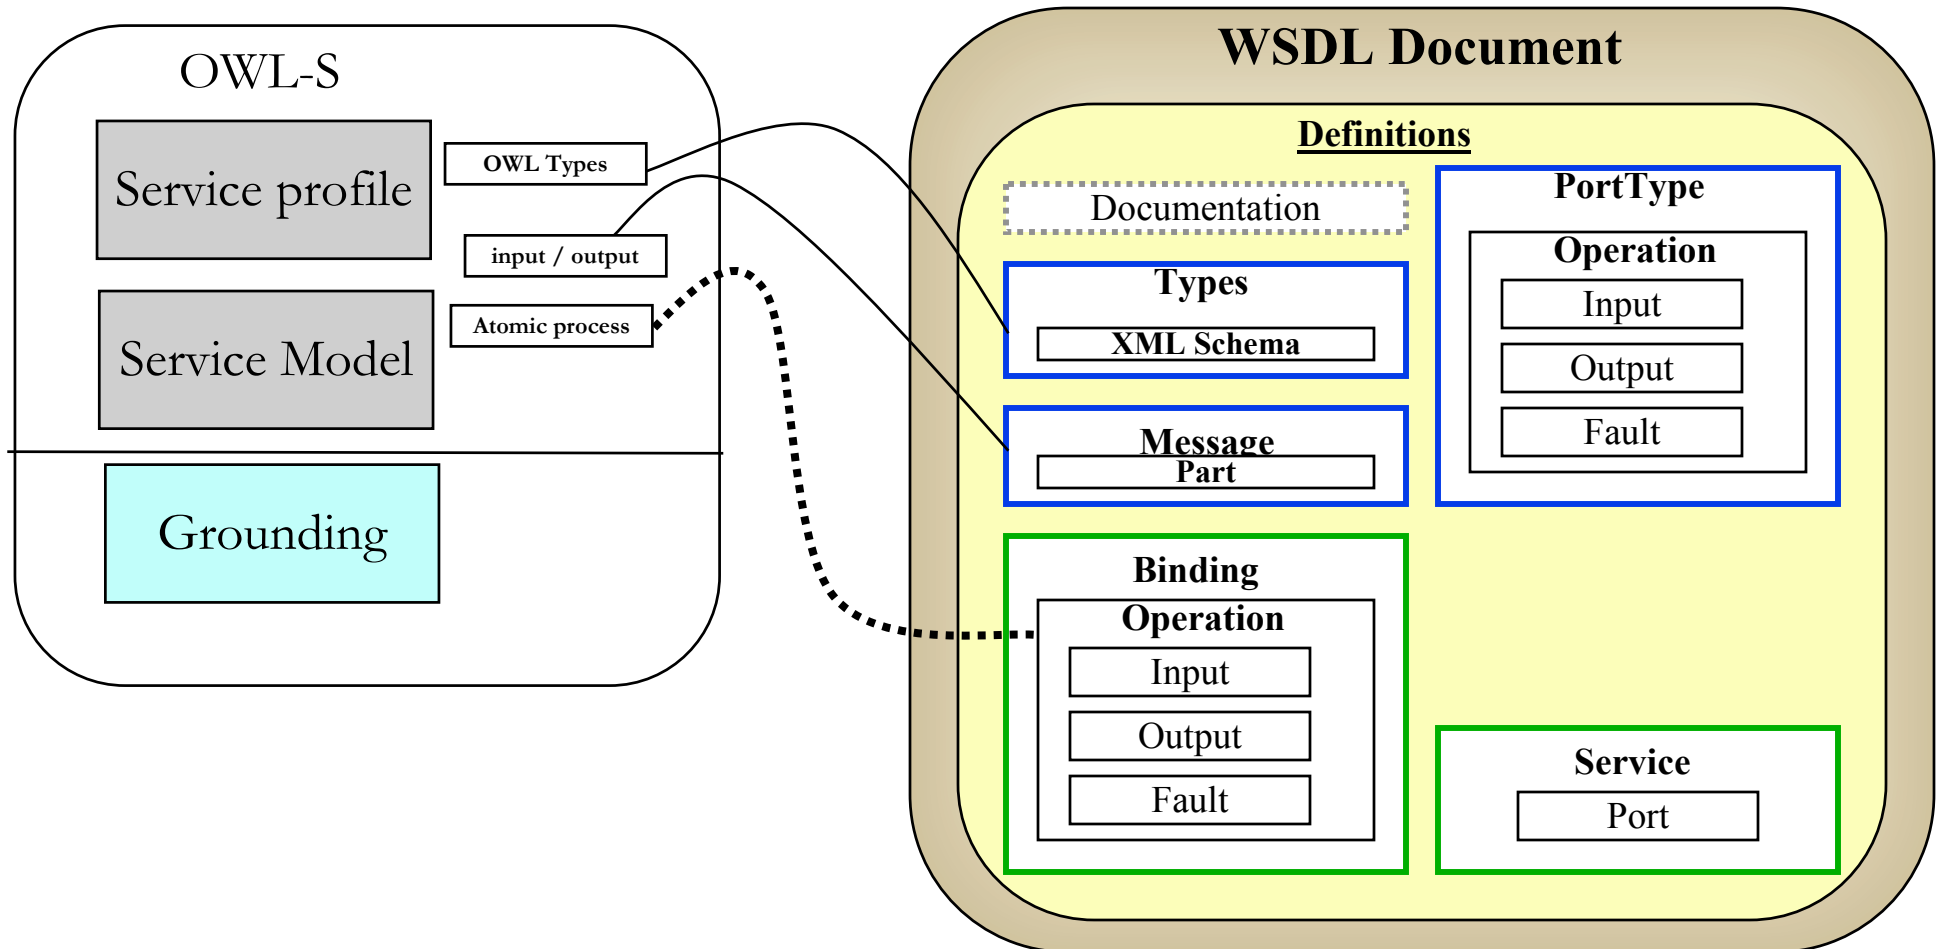 OWL-S
Service profile
OWL Types
input / output
Service Model
Atomic process
Grounding
WSDL Document
Definitions
Documentation
Types
XML Schema
Message
Part
Binding
Operation
Input
Output
Fault
PortType
Operation
Input
Output
Fault
Service
Port